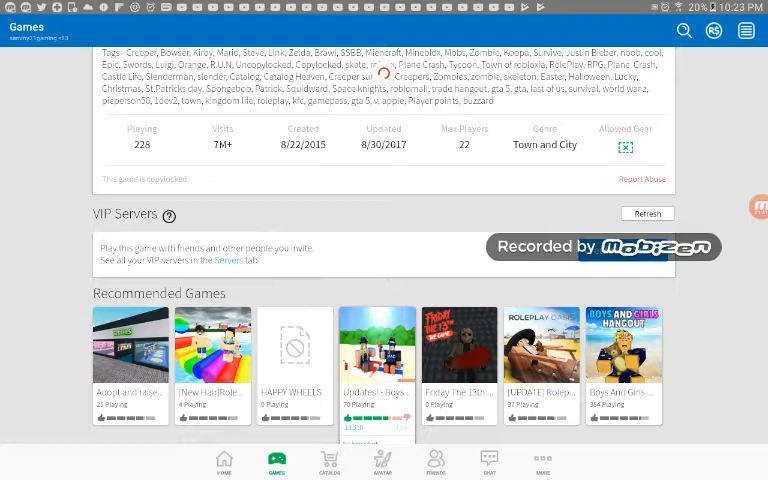 20% 10:23 PM
Games
sammy21gaming <13
R$
Tags - Creeper, Bowser, Kirby, Mario, Steve, Link, Zelda, Brawl, SSBB, Miencraft, Mineblox, Mobs, Zombie, Koopa, Survive, Justin Bieber, noob, cool,
Epic, Swords, Luigi, Orange, R.U.N, Uncopylocked, Copylocked, skate, Plane Crash, Tycoon, Town of robloxia, RolePlay, RPG, Plane Crash,
Castle Life, Slenderman, slender, Catalog, Catalog Heaven, Creeper Creepers, Zombies, zombie, skeleton, Easter, Halloween, Lucky,
Christmas, St.Patricks day, Spongebob, Patrick, Squidward, Space knights, roblomall, trade hangout, gta 5, gta, last of us, survival, world war z,
pieperson50, 1dev2, town, kingdom life, roleplay, kfc, gamepass, gta 5, v, apple, Player points, buzzard
Playing Visits Created Updated Max Players Genre Allowed Gear
228 7M+ 8/22/2015 8/30/2017 22 Town and City
This game is copylocked Report Abuse
VIP Servers ? Refresh
Play this game with friends and other people you invite.
See all your VIP servers in the Servers tab.
Recorded by Mobizen
Recommended Games
FRIDAY THE 13TH THE GAME
ROLEPLAY OASIS
BOYS AND GIRLS HANGOUT
Adopt and raise... [New Hair]Role... HAPPY WHEELS Updates! - Boys... Friday The 13th:... [UPDATE] Rolep... Boys And Girls ...
25 Playing 4 Playing 0 Playing 70 Playing 0 Playing 37 Playing 364 Playing
HOME GAMES CATALOG AVATAR FRIENDS CHAT MORE